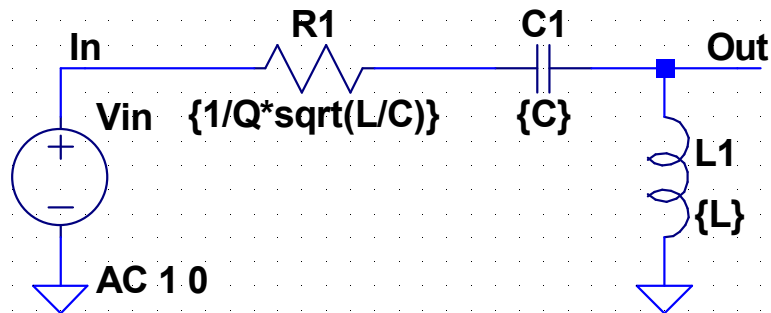 R1
C1
In
Out
Vin
{1/Q*sqrt(L/C)}
{C}
L1
{L}
AC 1 0